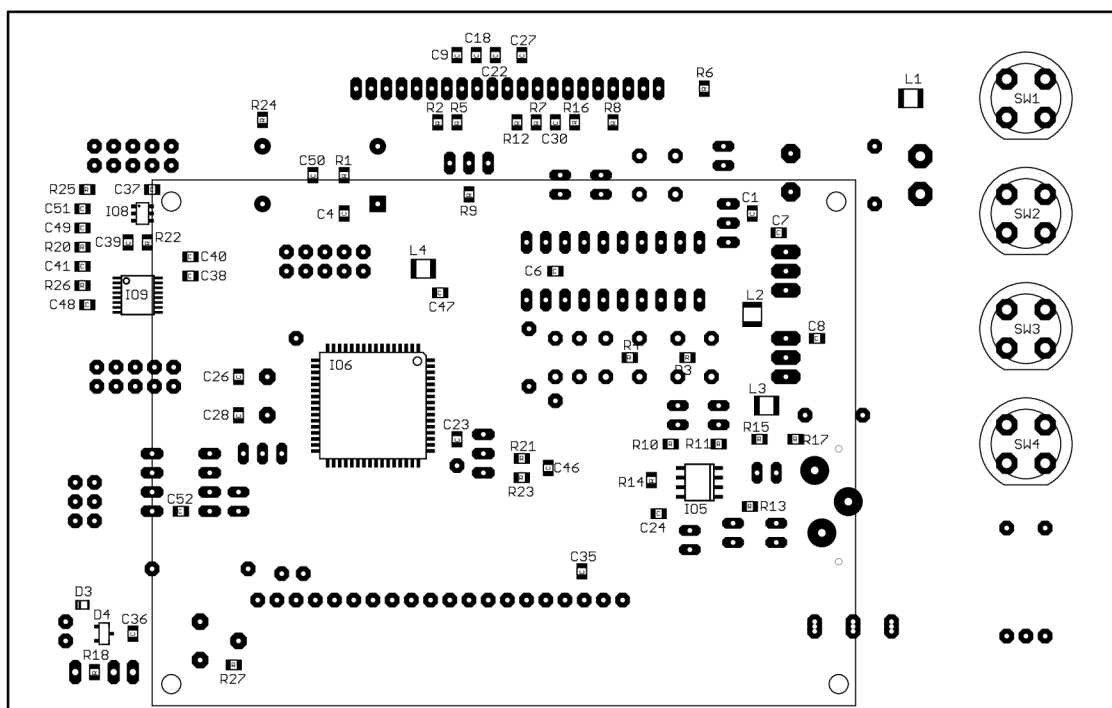 C9 C18 C27
C22
R6
L1
SW1
R24
R2 R5 R7 R16 R8
R12 C30
C50 R1
R25 C37
C51 IO8
R9
C4 C1
C49
R20 C39 R22
C7
SW2
C41 C40
L4
C6
R26 C38
C48 IO9
C47
L2
SW3
C8
IO6
R4 R3
C26
L3
C28
C23
R15
R10 R11 R17
SW4
R21
C46
R23
R14
IO5
R13
C52
C24
C35
D3
D4 C36
R18
R27